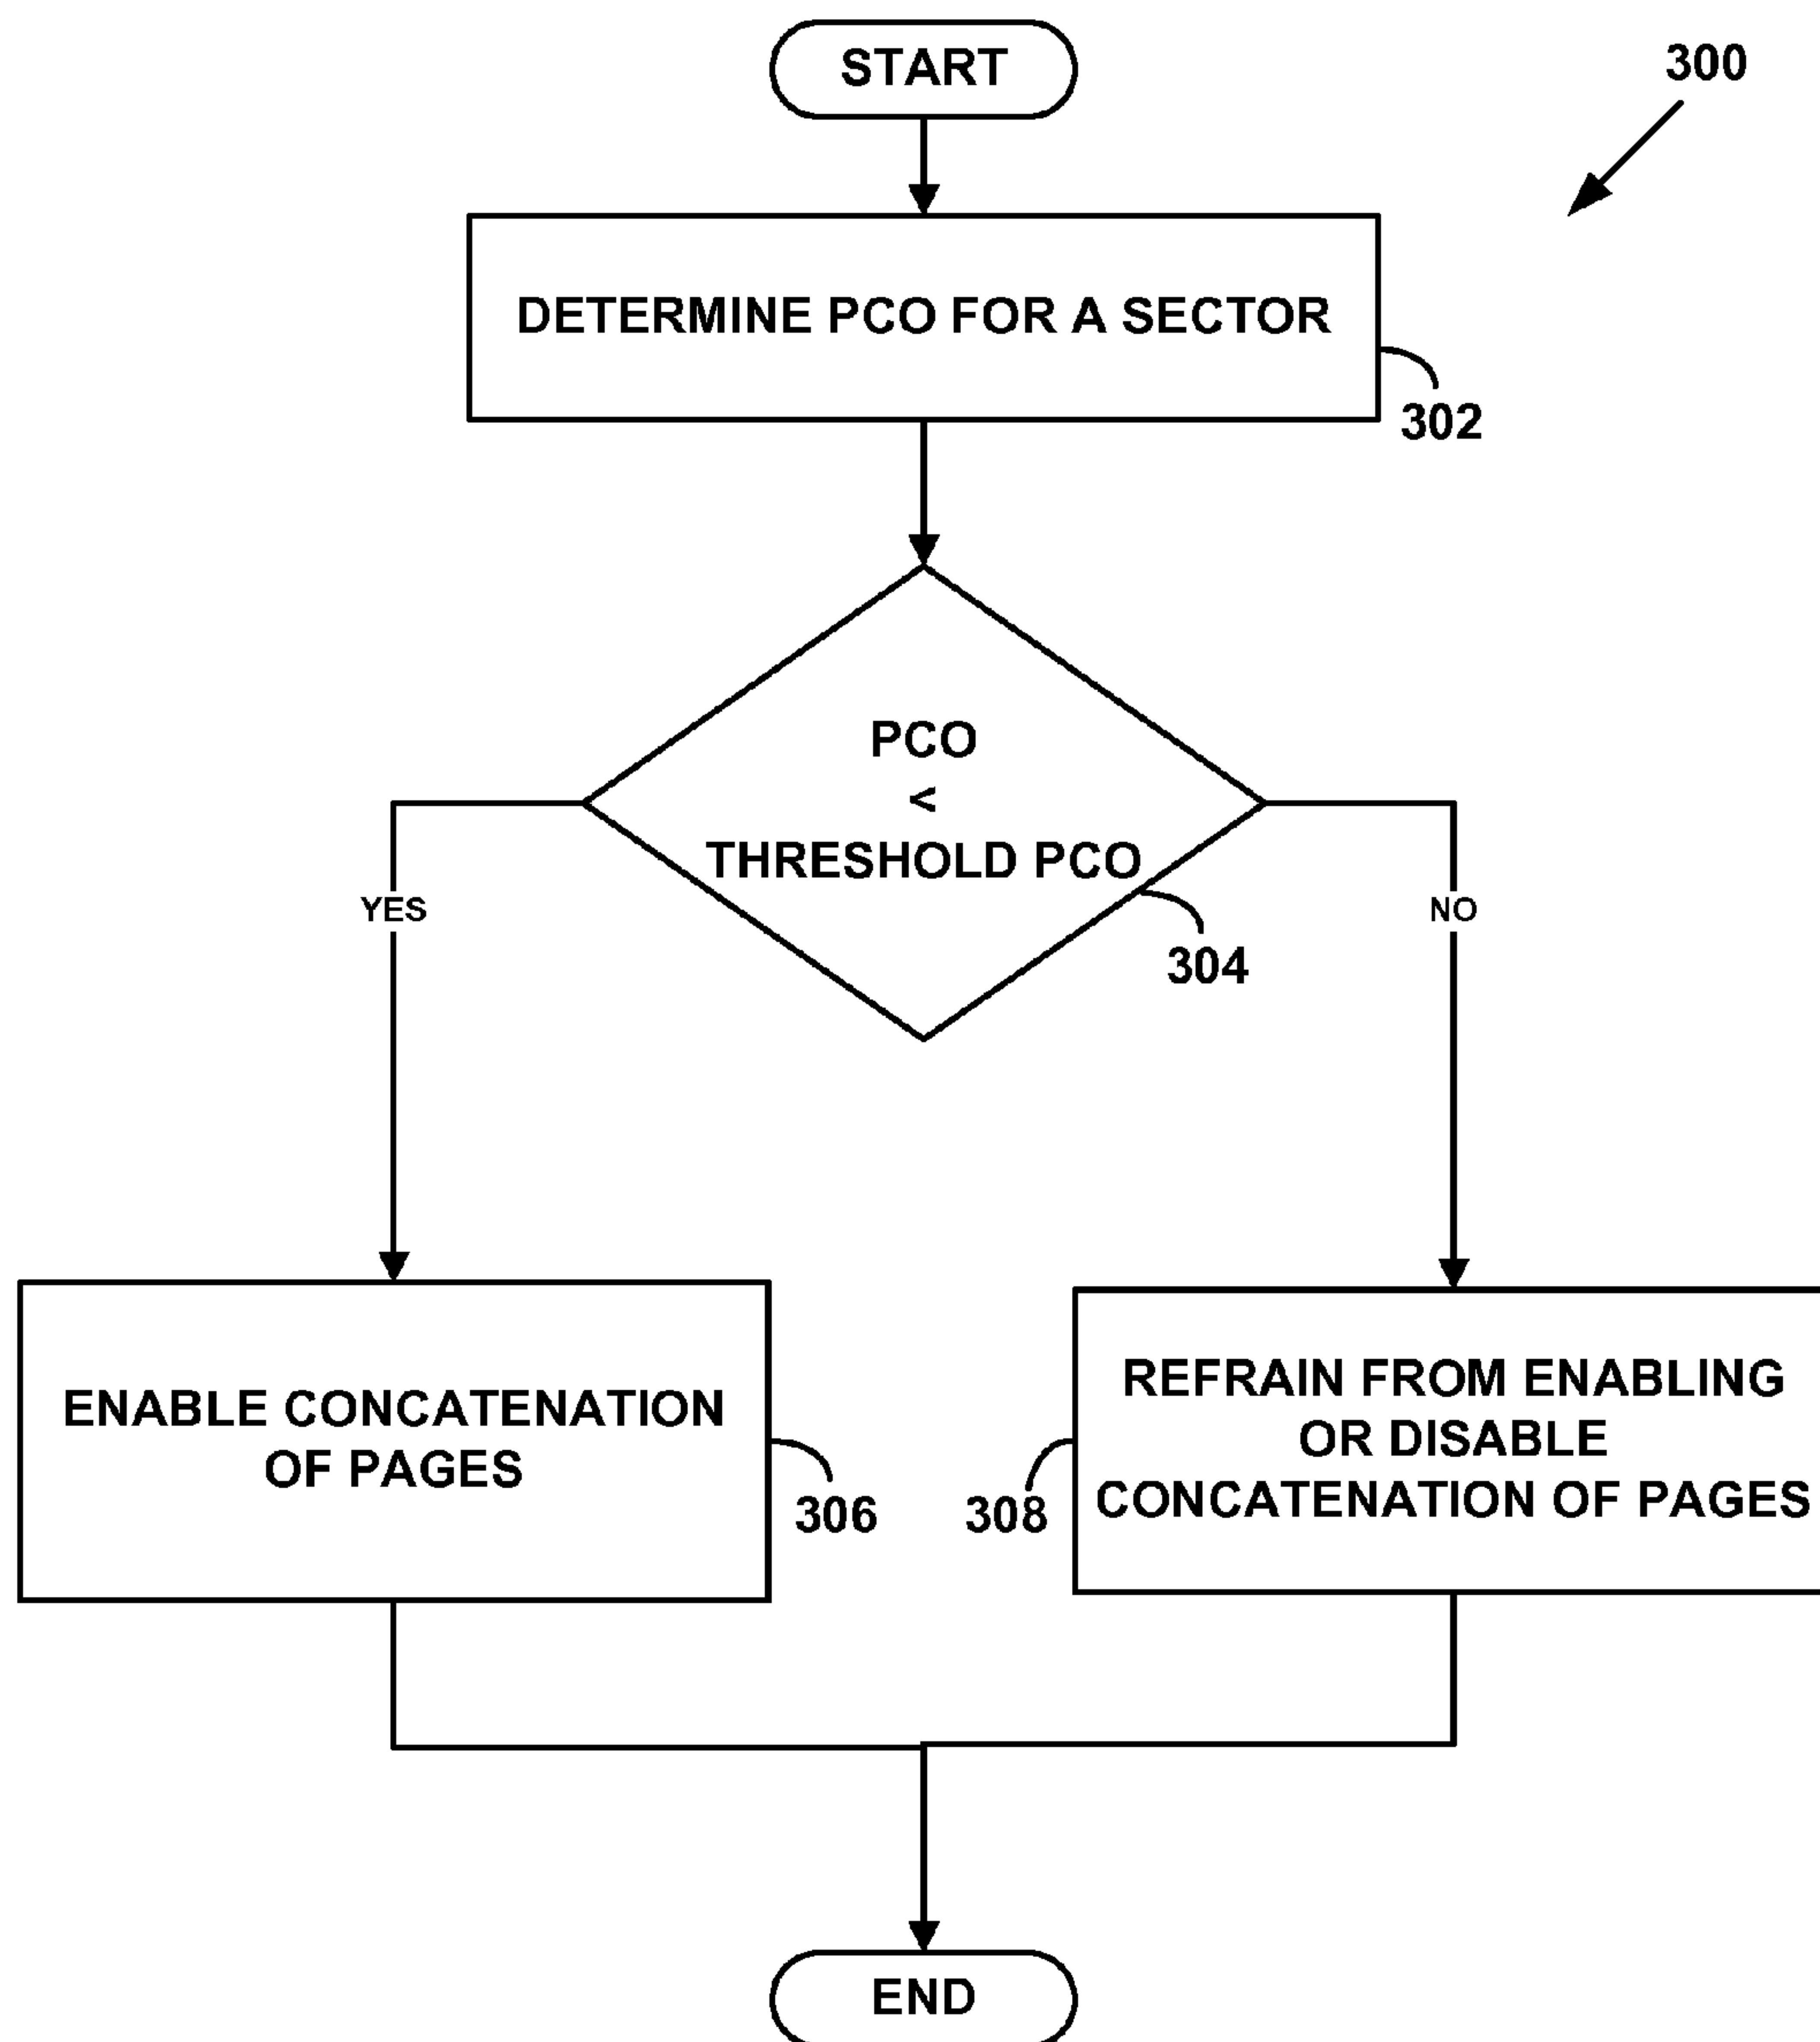 START
300
DETERMINE PCO FOR A SECTOR
302
PCO
<
THRESHOLD PCO
304
YES
NO
ENABLE CONCATENATION
OF PAGES
306
308
REFRAIN FROM ENABLING
OR DISABLE
CONCATENATION OF PAGES
END